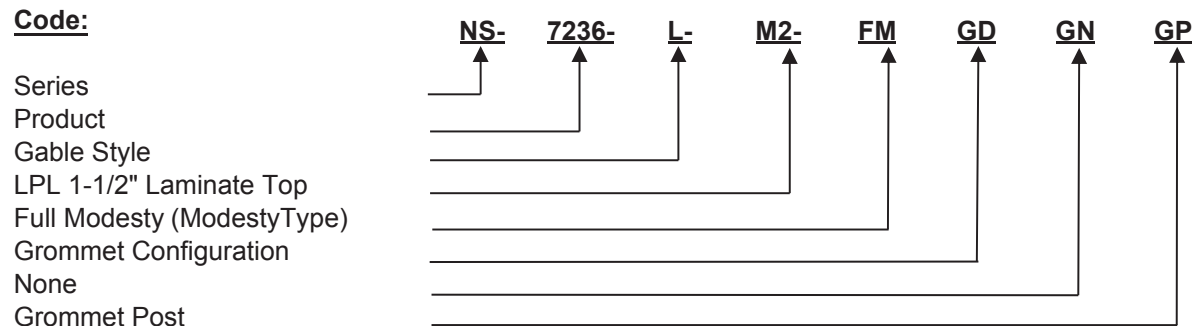 Code: NS- 7236- L- M2- FM GD GN GP
Series
Product
Gable Style
LPL 1-1/2" Laminate Top
Full Modesty (ModestyType)
Grommet Configuration
None
Grommet Post